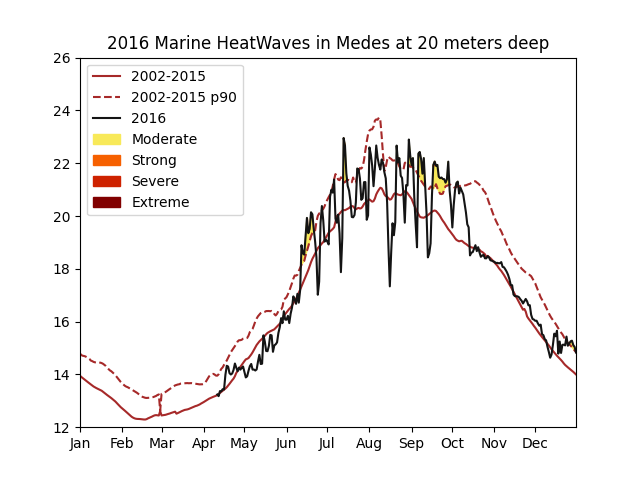 2016 Marine HeatWaves in Medes at 20 meters deep
26
24
22
20
18
16
14
12
2002-2015
2002-2015 p90
2016
Moderate
Strong
Severe
Extreme
Jan Feb Mar Apr May Jun Jul Aug Sep Oct Nov Dec